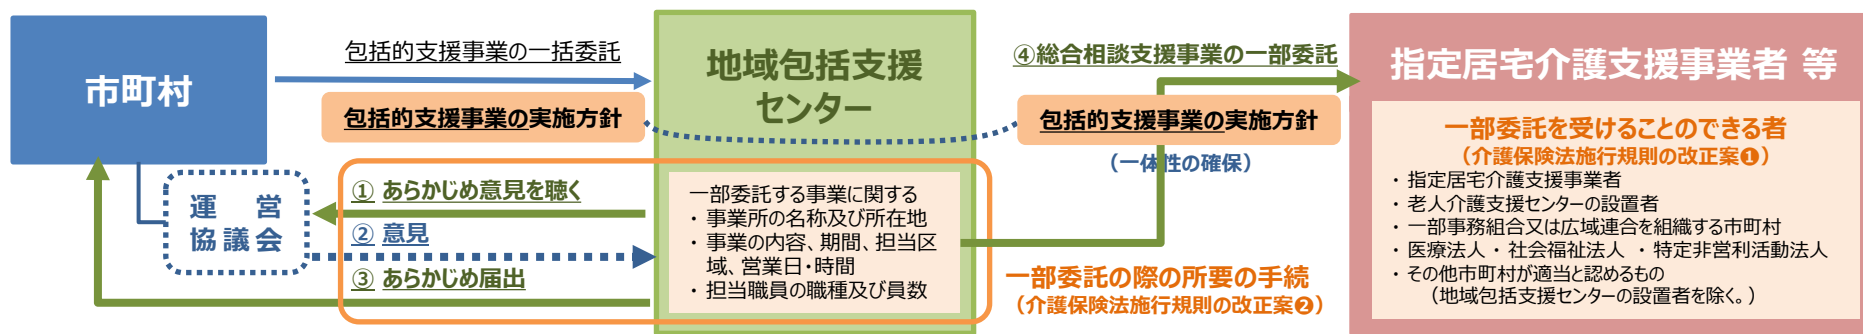 市町村
運　営
協議会
包括的支援事業の一括委託
包括的支援事業の実施方針
① あらかじめ意見を聴く
② 意見
③ あらかじめ届出
地域包括支援
センター
一部委託する事業に関する
・ 事業所の名称及び所在地
・ 事業の内容、期間、担当区
域、営業日・時間
・ 担当職員の職種及び員数
④総合相談支援事業の一部委託
包括的支援事業の実施方針
（一体性の確保）
一部委託の際の所要の手続
（介護保険法施行規則の改正案❷）
指定居宅介護支援事業者 等
一部委託を受けることのできる者
（介護保険法施行規則の改正案❶）
・ 指定居宅介護支援事業者
・ 老人介護支援センターの設置者
・ 一部事務組合又は広域連合を組織する市町村
・ 医療法人 ・ 社会福祉法人 ・ 特定非営利活動法人
・ その他市町村が適当と認めるもの
（地域包括支援センターの設置者を除く。）